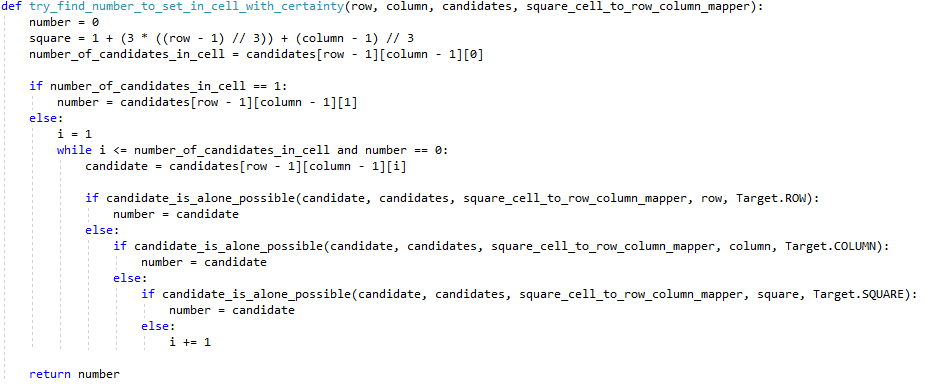 def try_find_number_to_set_in_cell_with_certainty(row, column, candidates, square_cell_to_row_column_mapper):
    number = 0
    square = 1 + (3 * ((row - 1) // 3)) + (column - 1) // 3
    number_of_candidates_in_cell = candidates[row - 1][column - 1][0]

    if number_of_candidates_in_cell == 1:
        number = candidates[row - 1][column - 1][1]
    else:
        i = 1
        while i <= number_of_candidates_in_cell and number == 0:
            candidate = candidates[row - 1][column - 1][i]

            if candidate_is_alone_possible(candidate, candidates, square_cell_to_row_column_mapper, row, Target.ROW):
                number = candidate
            else:
                if candidate_is_alone_possible(candidate, candidates, square_cell_to_row_column_mapper, column, Target.COLUMN):
                    number = candidate
                else:
                    if candidate_is_alone_possible(candidate, candidates, square_cell_to_row_column_mapper, square, Target.SQUARE):
                        number = candidate
                    else:
                        i += 1

    return number